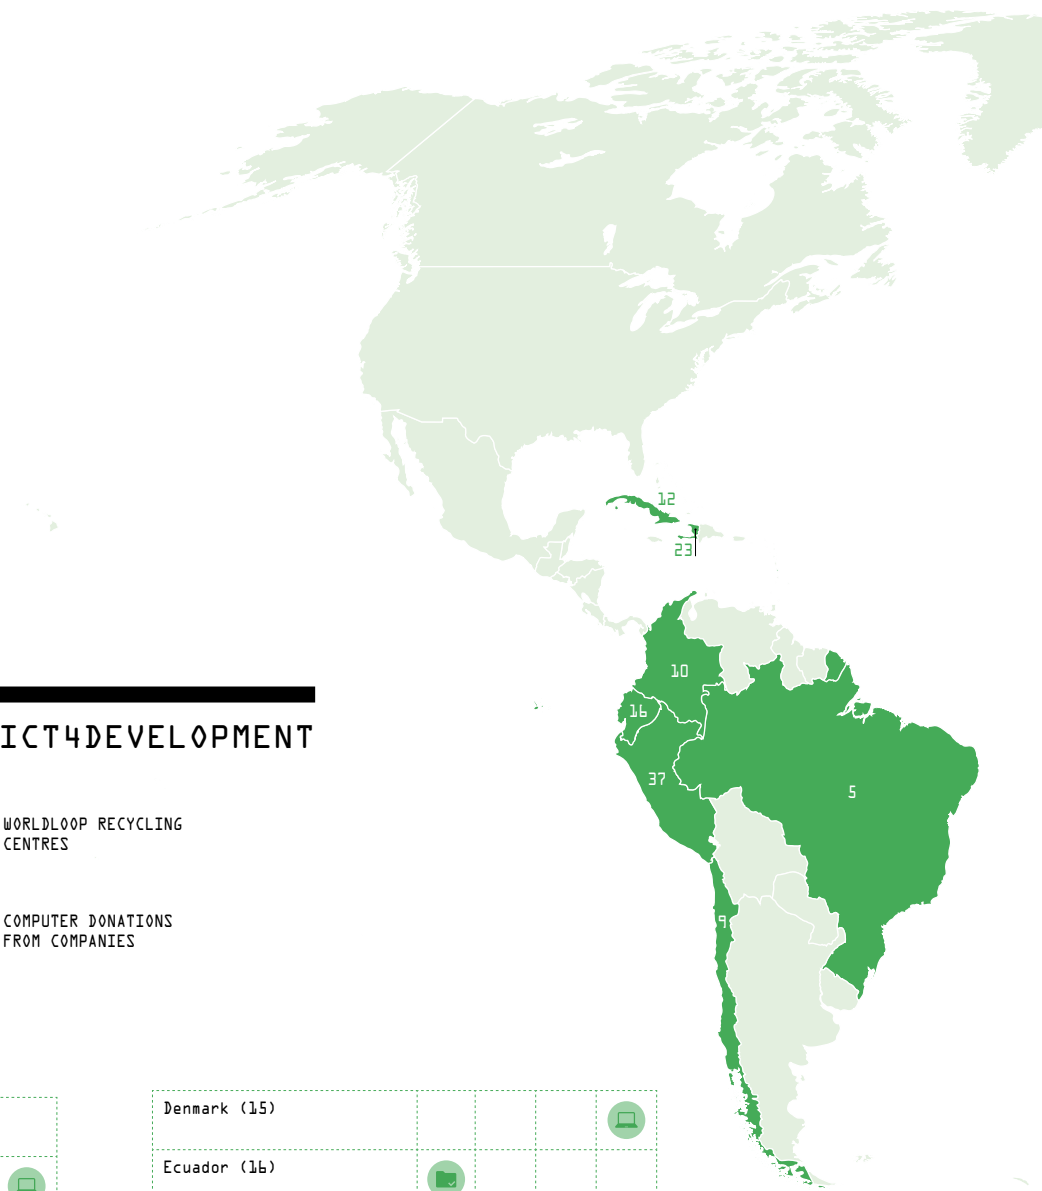 12
23
10
16
37
5
9
ICT4DEVELOPMENT
WORLDLOOP RECYCLING
CENTRES
COMPUTER DONATIONS
FROM COMPANIES
Denmark (15)
Ecuador (16)